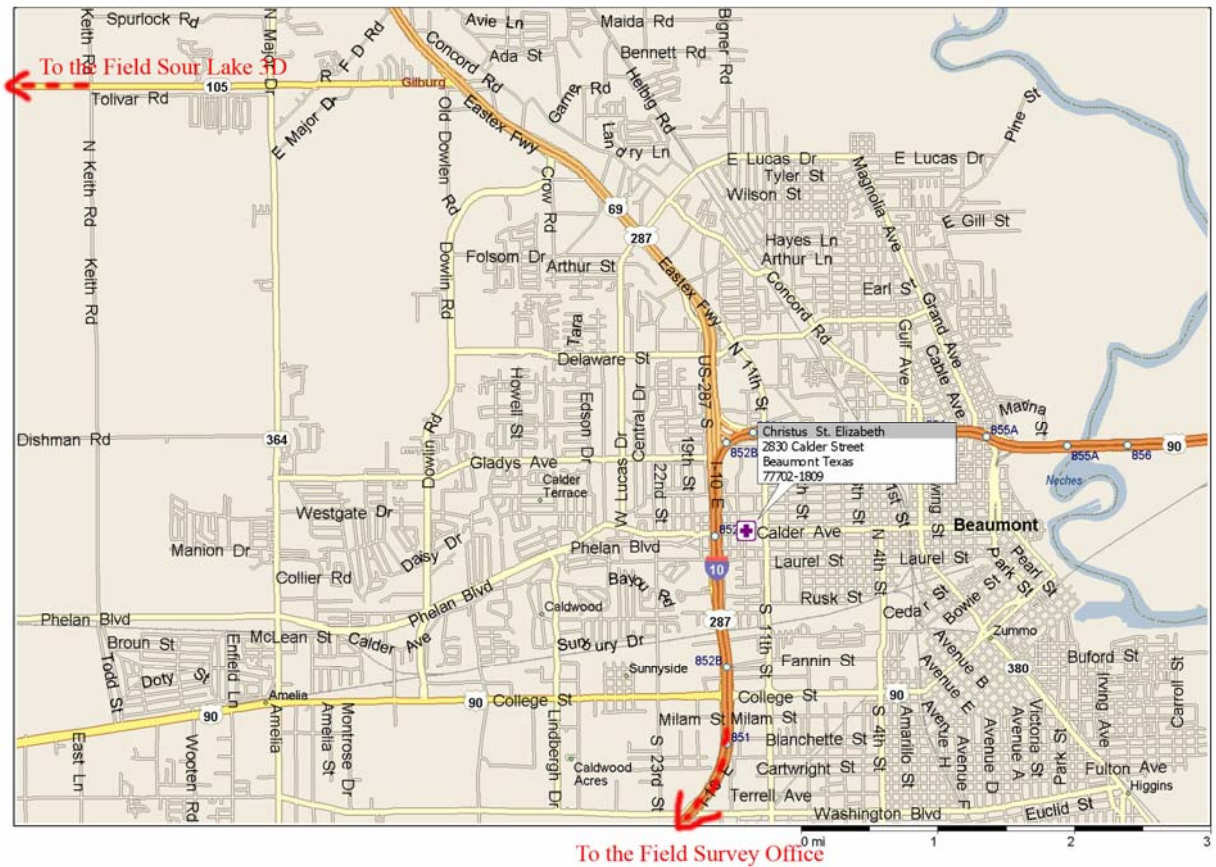 Spurlock Rd
Keith Rd
N Major Dr
F D Rd
Avie Ln
Maida Rd
Bigner Rd
Concord Rd
Ada St
Bennett Rd
To the Field Sour Lake 3D
105
R
Gilburg
Helbig Rd
Tolivar Rd
Garner Rd
Pine St
E Major Dr
Old Dowlen Rd
Eastex Fwy
Landry Ln
N Keith Rd
E Lucas Dr
E Lucas Dr
Tyler St
Wilson St
Crow Rd
Magnolia Ave
69
287
E Gill St
Hayes Ln
Arthur Ln
Folsom Dr
Arthur St
Dowlin Rd
Keith Rd
Eastex Fwy
Concord Rd
Earl St
Grand Ave
Gulf Ave
Cable Ave
Tara
Delaware St
US-287 S
N 11th St
Howell St
Edson Dr
Central Dr
Mavna St
Dishman Rd
364
Dowlin Rd
19th St
852B
855A
855A
856
90
Christus St. Elizabeth
2830 Calder Street
Beaumont Texas
77702-1809
Gladys Ave
I-10 E
W Lucas Dr
22nd St
Neches
Calder Terrace
Westgate Dr
Beaumont
Calder Ave
Manion Dr
Daisy Dr
Phelan Blvd
Laurel St
Laurel St
N 4th St
Pearl St
Park St
Collier Rd
10
Bayou Rd
Rusk St
Cedar St
Bowie St
Phelan Blvd
Phelan Blvd
Caldwood
287
S 11th St
Broun St
McLean St
Calder Ave
Sunbury Dr
Zummo
Enfield Ln
Todd St
Doty St
852B
Sunnyside
Fannin St
Avenue B
Avenue E
380
Buford St
Irving Ave
Carroll St
Amelia
90
College St
College St
90
90
Amelia
Amelia St
Montrose Dr
Lindbergh Dr
Milam St
Milam St
S 4th St
Amarillo St
Avenue H
Avenue F
Avenue D
Avenue A
Victoria St
Park St
East Ln
Wooten Rd
S 23rd St
851
Blanchette St
Caldwood Acres
Cartwright St
Fulton Ave
Higgins
I-10 E
Terrell Ave
Washington Blvd
Euclid St
0 mi 1 2 3
To the Field Survey Office